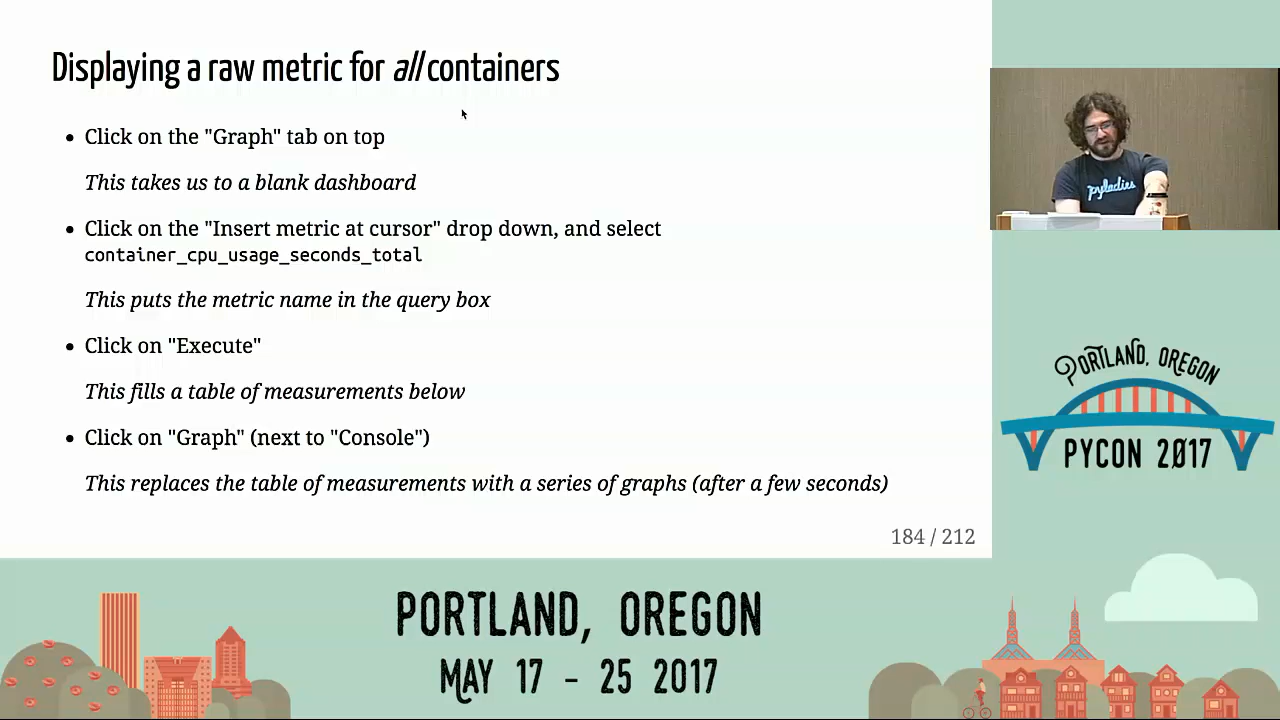 Displaying a raw metric for all containers
Click on the "Graph" tab on top
This takes us to a blank dashboard
Click on the "Insert metric at cursor" drop down, and select
container_cpu_usage_seconds_total
This puts the metric name in the query box
Click on "Execute"
This fills a table of measurements below
Click on "Graph" (next to "Console")
This replaces the table of measurements with a series of graphs (after a few seconds)
184 / 212
pyladies
PORTLAND, OREGON
PYCON 2017
PORTLAND, OREGON
MAY 17 - 25 2017